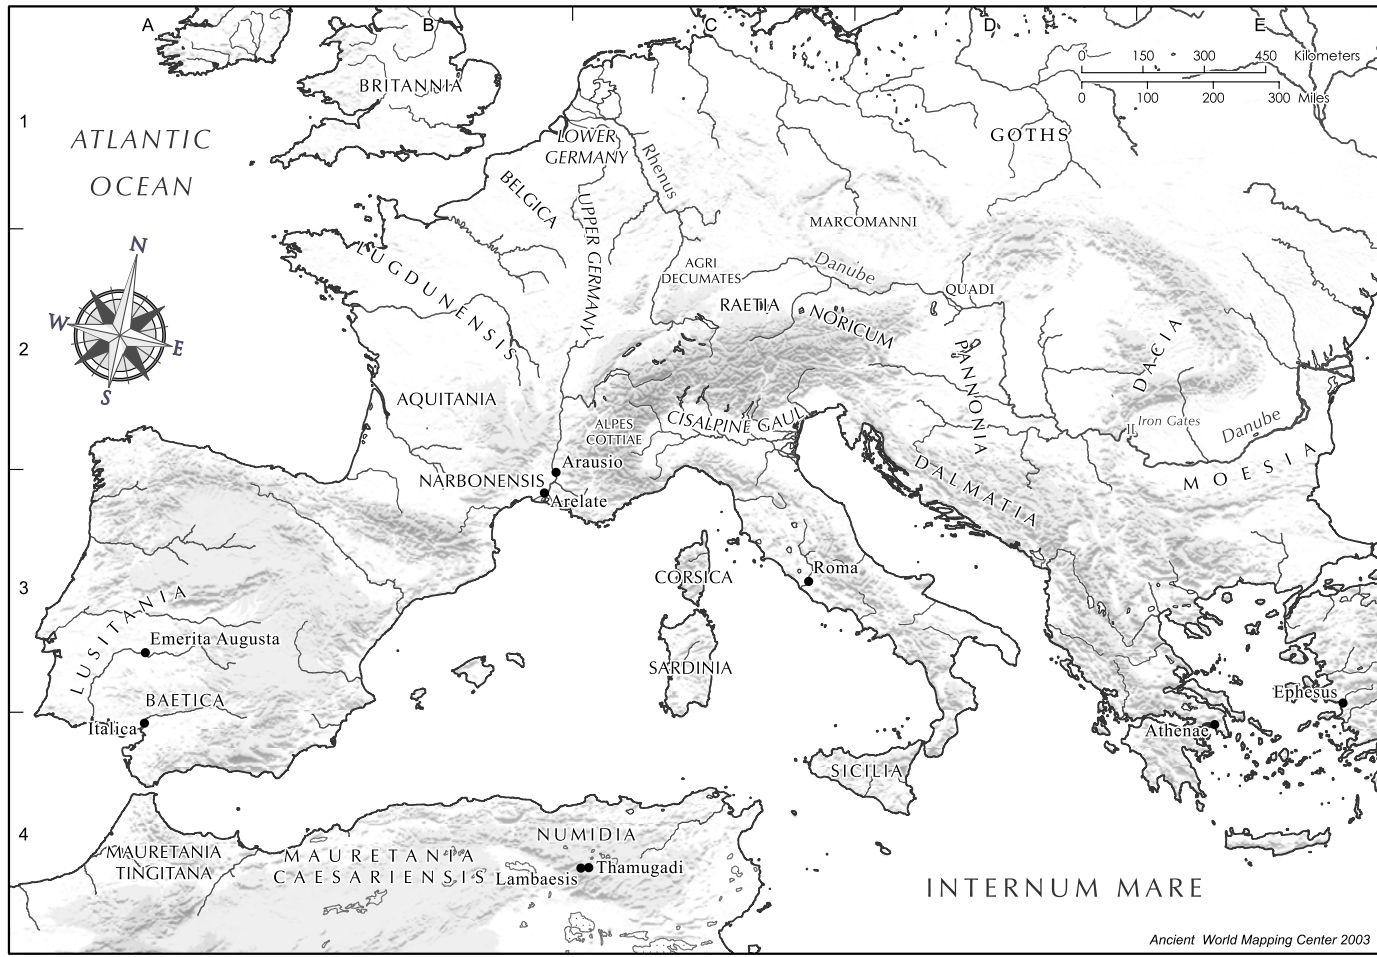 A
B
C
D
E
0 150 300 450 Kilometers
0 100 200 300 Miles
BRITANNIA
1
ATLANTIC
OCEAN
LOWER
GERMANY
GOTHS
Rhenus
BELGICA
UPPER GERMANY
MARCOMANNI
N
W
E
S
LUGDUNENSIS
AGRI
DECUMATES
Danube
QUADI
RAETIA
NORICUM
2
PANNONIA
DACIA
AQUITANIA
ALPES
COTTIAE
CISALPINE GAUL
Iron Gates
Danube
Arausio
NARBONENSIS
Arelate
DALMATIA
MOESIA
3
CORSICA
Roma
LUSITANIA
Emerita Augusta
SARDINIA
BAETICA
Italica
Ephesus
Athenae
SICILIA
4
NUMIDIA
MAURETANIA
TINGITANA
MAURETANIA
CAESARIENSIS
Lambaesis
Thamugadi
INTERNUM MARE
Ancient World Mapping Center 2003